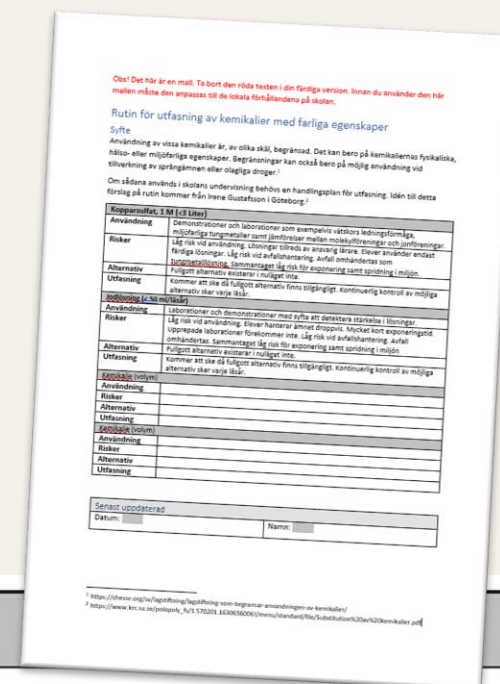 Obs! Det här är en mall. Ta bort den röda texten i din färdiga version. Innan du använder den här
mallen måste den anpassas till de lokala förhållandena på skolan.
Rutin för utfasning av kemikalier med farliga egenskaper
Syfte
Användning av vissa kemikalier är, av olika skäl, begränsad. Det kan bero på kemikaliernas fysikaliska,
hälso- eller miljöfarliga egenskaper. Begränsningar kan också bero på möjlig användning vid
tillverkning av sprängämnen eller olagliga droger.¹
Om sådana används i skolans undervisning behövs en handlingsplan för utfasning. Idén till detta
förslag på rutin kommer från Irene Gustafsson i Göteborg.²
Kopparsulfat, 1 M (<3 Liter)
Användning Demonstrationer och laborationer som exempelvis vätskors ledningsförmåga,
miljöfarliga tungmetaller samt jämförelser mellan molekylföreningar och jonföreningar.
Risker Låg risk vid användning. Lösningar tillreds av ansvarig lärare. Elever använder endast
färdiga lösningar. Låg risk vid avfallshantering. Avfall omhändertas som
tungmetallösning, sammantaget låg risk för exponering samt spridning i miljön.
Alternativ Fullgott alternativ existerar i nuläget inte.
Utfasning Kommer att ske då fullgott alternativ finns tillgängligt. Kontinuerlig kontroll av möjliga
alternativ sker varje läsår.
Jodlösning (< 50 ml/läsår)
Användning Laborationer och demonstrationer med syfte att detektera stärkelse i lösningar.
Risker Låg risk vid användning. Elever hanterar ämnet droppvis. Mycket kort exponeringstid.
Upprepade laborationer förekommer inte. Låg risk vid avfallshantering. Avfall
omhändertas. Sammantaget låg risk för exponering samt spridning i miljön
Alternativ Fullgott alternativ existerar i nuläget inte.
Utfasning Kommer att ske då fullgott alternativ finns tillgängligt. Kontinuerlig kontroll av möjliga
alternativ sker varje läsår.
Kemikalie (volym)
Användning
Risker
Alternativ
Utfasning
Kemikalie (volym)
Användning
Risker
Alternativ
Utfasning
Senast uppdaterad
Datum: Namn: